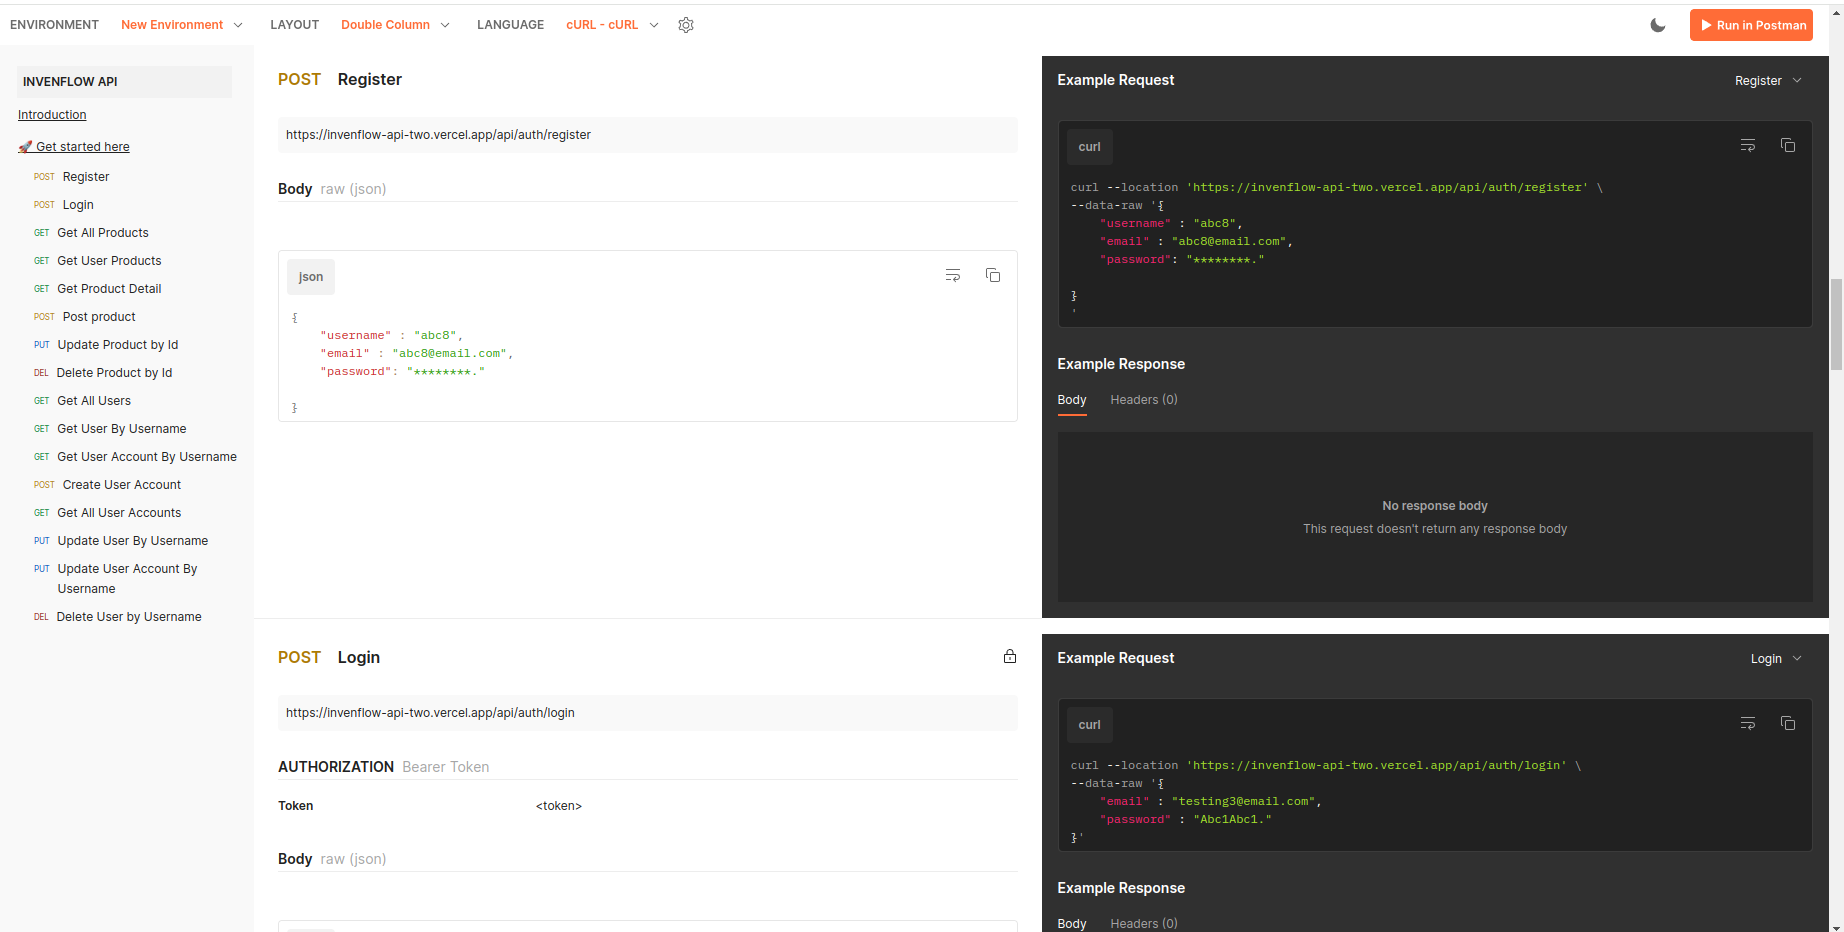 ENVIRONMENT New Environment LAYOUT Double Column LANGUAGE cURL - cURL Run in Postman
INVENFLOW API
Introduction
🚀 Get started here
POST Register
POST Login
GET Get All Products
GET Get User Products
GET Get Product Detail
POST Post product
PUT Update Product by Id
DEL Delete Product by Id
GET Get All Users
GET Get User By Username
GET Get User Account By Username
POST Create User Account
GET Get All User Accounts
PUT Update User By Username
PUT Update User Account By
Username
DEL Delete User by Username
POST Register
https://invenflow-api-two.vercel.app/api/auth/register
Body raw (json)
json
{
"username" : "abc8",
"email" : "abc8@email.com",
"password": "********."
}
Example Request Register
curl
curl --location 'https://invenflow-api-two.vercel.app/api/auth/register' \
--data-raw '{
"username" : "abc8",
"email" : "abc8@email.com",
"password": "********."
}
'
Example Response
Body Headers (0)
No response body
This request doesn't return any response body
POST Login
https://invenflow-api-two.vercel.app/api/auth/login
AUTHORIZATION Bearer Token
Token <token>
Body raw (json)
Example Request Login
curl
curl --location 'https://invenflow-api-two.vercel.app/api/auth/login' \
--data-raw '{
"email" : "testing3@email.com",
"password" : "Abc1Abc1."
}'
Example Response
Body Headers (0)